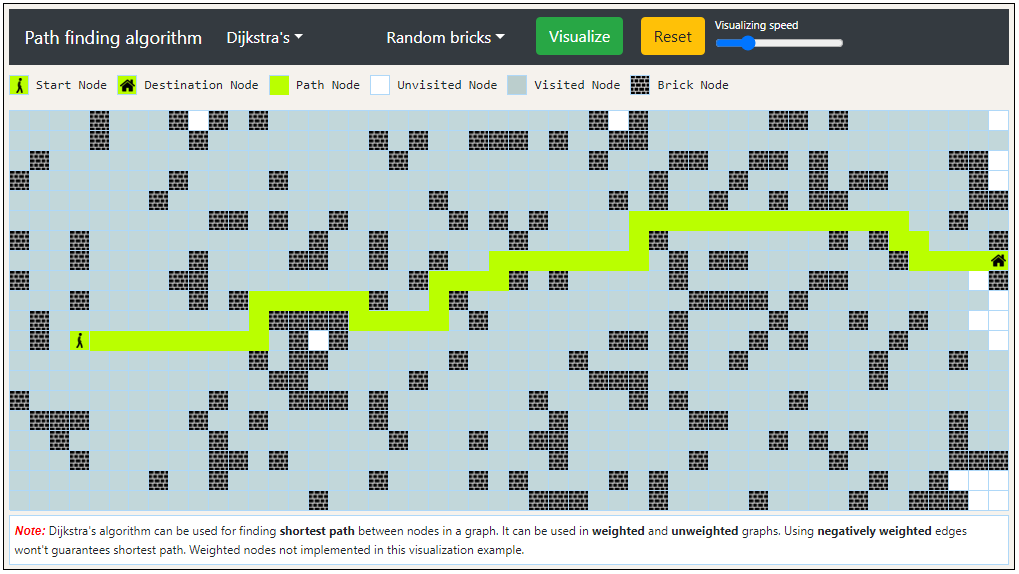 Path finding algorithm Dijkstra's Random bricks Visualize Reset Visualizing speed
Start Node Destination Node Path Node Unvisited Node Visited Node Brick Node
Note: Dijkstra's algorithm can be used for finding shortest path between nodes in a graph. It can be used in weighted and unweighted graphs. Using negatively weighted edges
wont't guarantees shortest path. Weighted nodes not implemented in this visualization example.